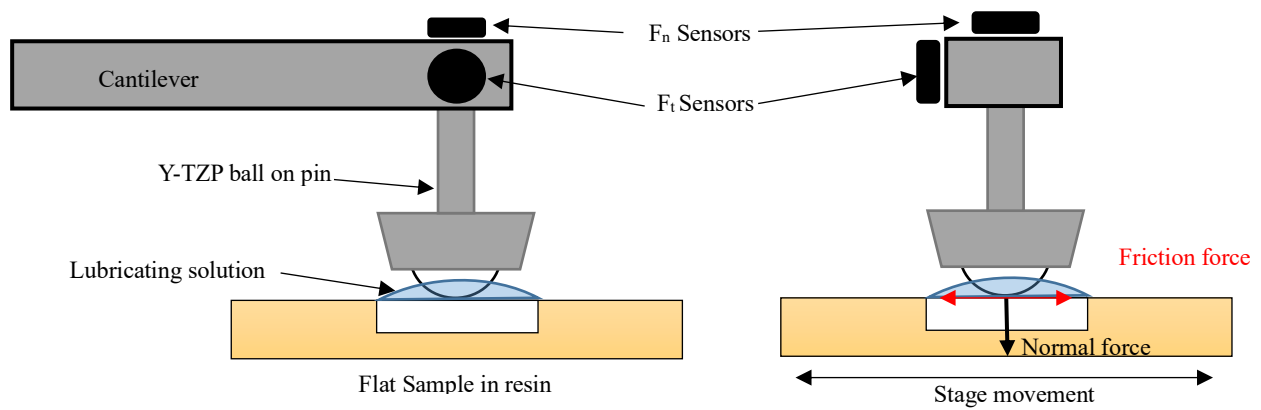 Fn Sensors
Cantilever
Ft Sensors
Y-TZP ball on pin
Friction force
Lubricating solution
Normal force
Flat Sample in resin
Stage movement